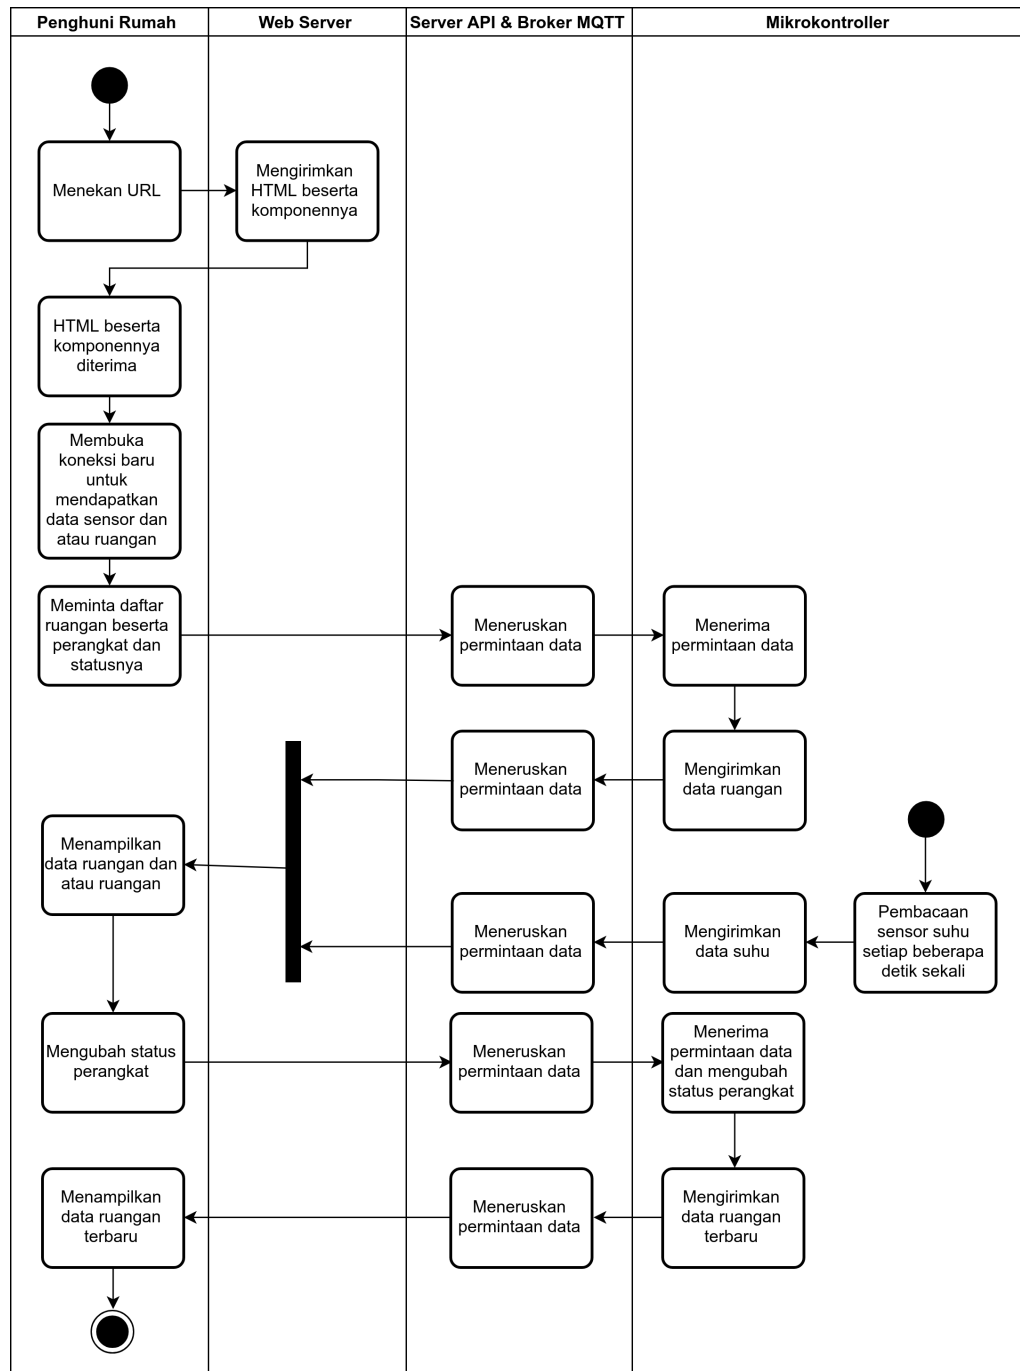 Penghuni Rumah
Web Server
Server API & Broker MQTT
Mikrokontroller
Menekan URL
Mengirimkan
HTML beserta
komponennya
HTML beserta
komponennya
diterima
Membuka
koneksi baru
untuk
mendapatkan
data sensor dan
atau ruangan
Meminta daftar
ruangan beserta
perangkat dan
statusnya
Meneruskan
permintaan data
Menerima
permintaan data
Meneruskan
permintaan data
Mengirimkan
data ruangan
Menampilkan
data ruangan dan
atau ruangan
Meneruskan
permintaan data
Mengirimkan
data suhu
Pembacaan
sensor suhu
setiap beberapa
detik sekali
Mengubah status
perangkat
Meneruskan
permintaan data
Menerima
permintaan data
dan mengubah
status perangkat
Menampilkan
data ruangan
terbaru
Meneruskan
permintaan data
Mengirimkan
data ruangan
terbaru